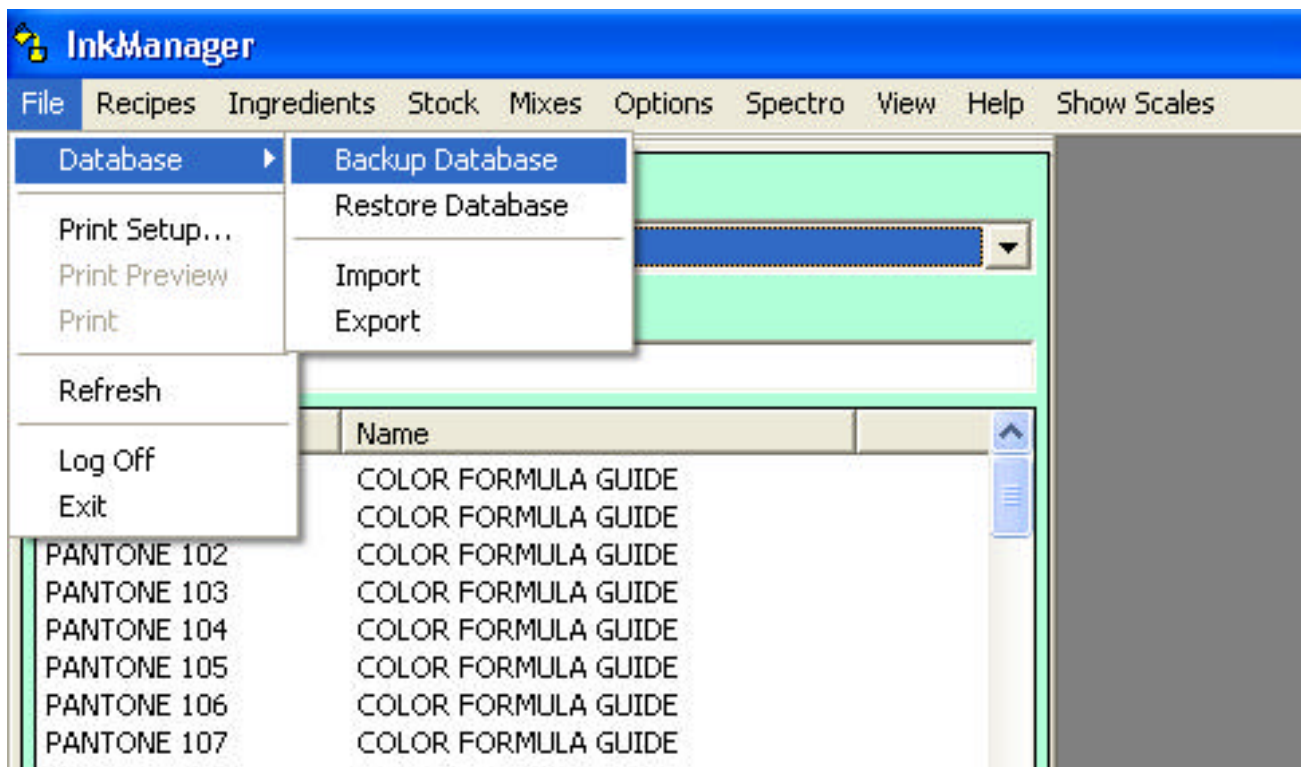 InkManager
File Recipes Ingredients Stock Mixes Options Spectro View Help Show Scales
Database
Backup Database
Restore Database
Import
Export
Print Setup...
Print Preview
Print
Refresh
Log Off
Exit
Name
COLOR FORMULA GUIDE
COLOR FORMULA GUIDE
PANTONE 102 COLOR FORMULA GUIDE
PANTONE 103 COLOR FORMULA GUIDE
PANTONE 104 COLOR FORMULA GUIDE
PANTONE 105 COLOR FORMULA GUIDE
PANTONE 106 COLOR FORMULA GUIDE
PANTONE 107 COLOR FORMULA GUIDE